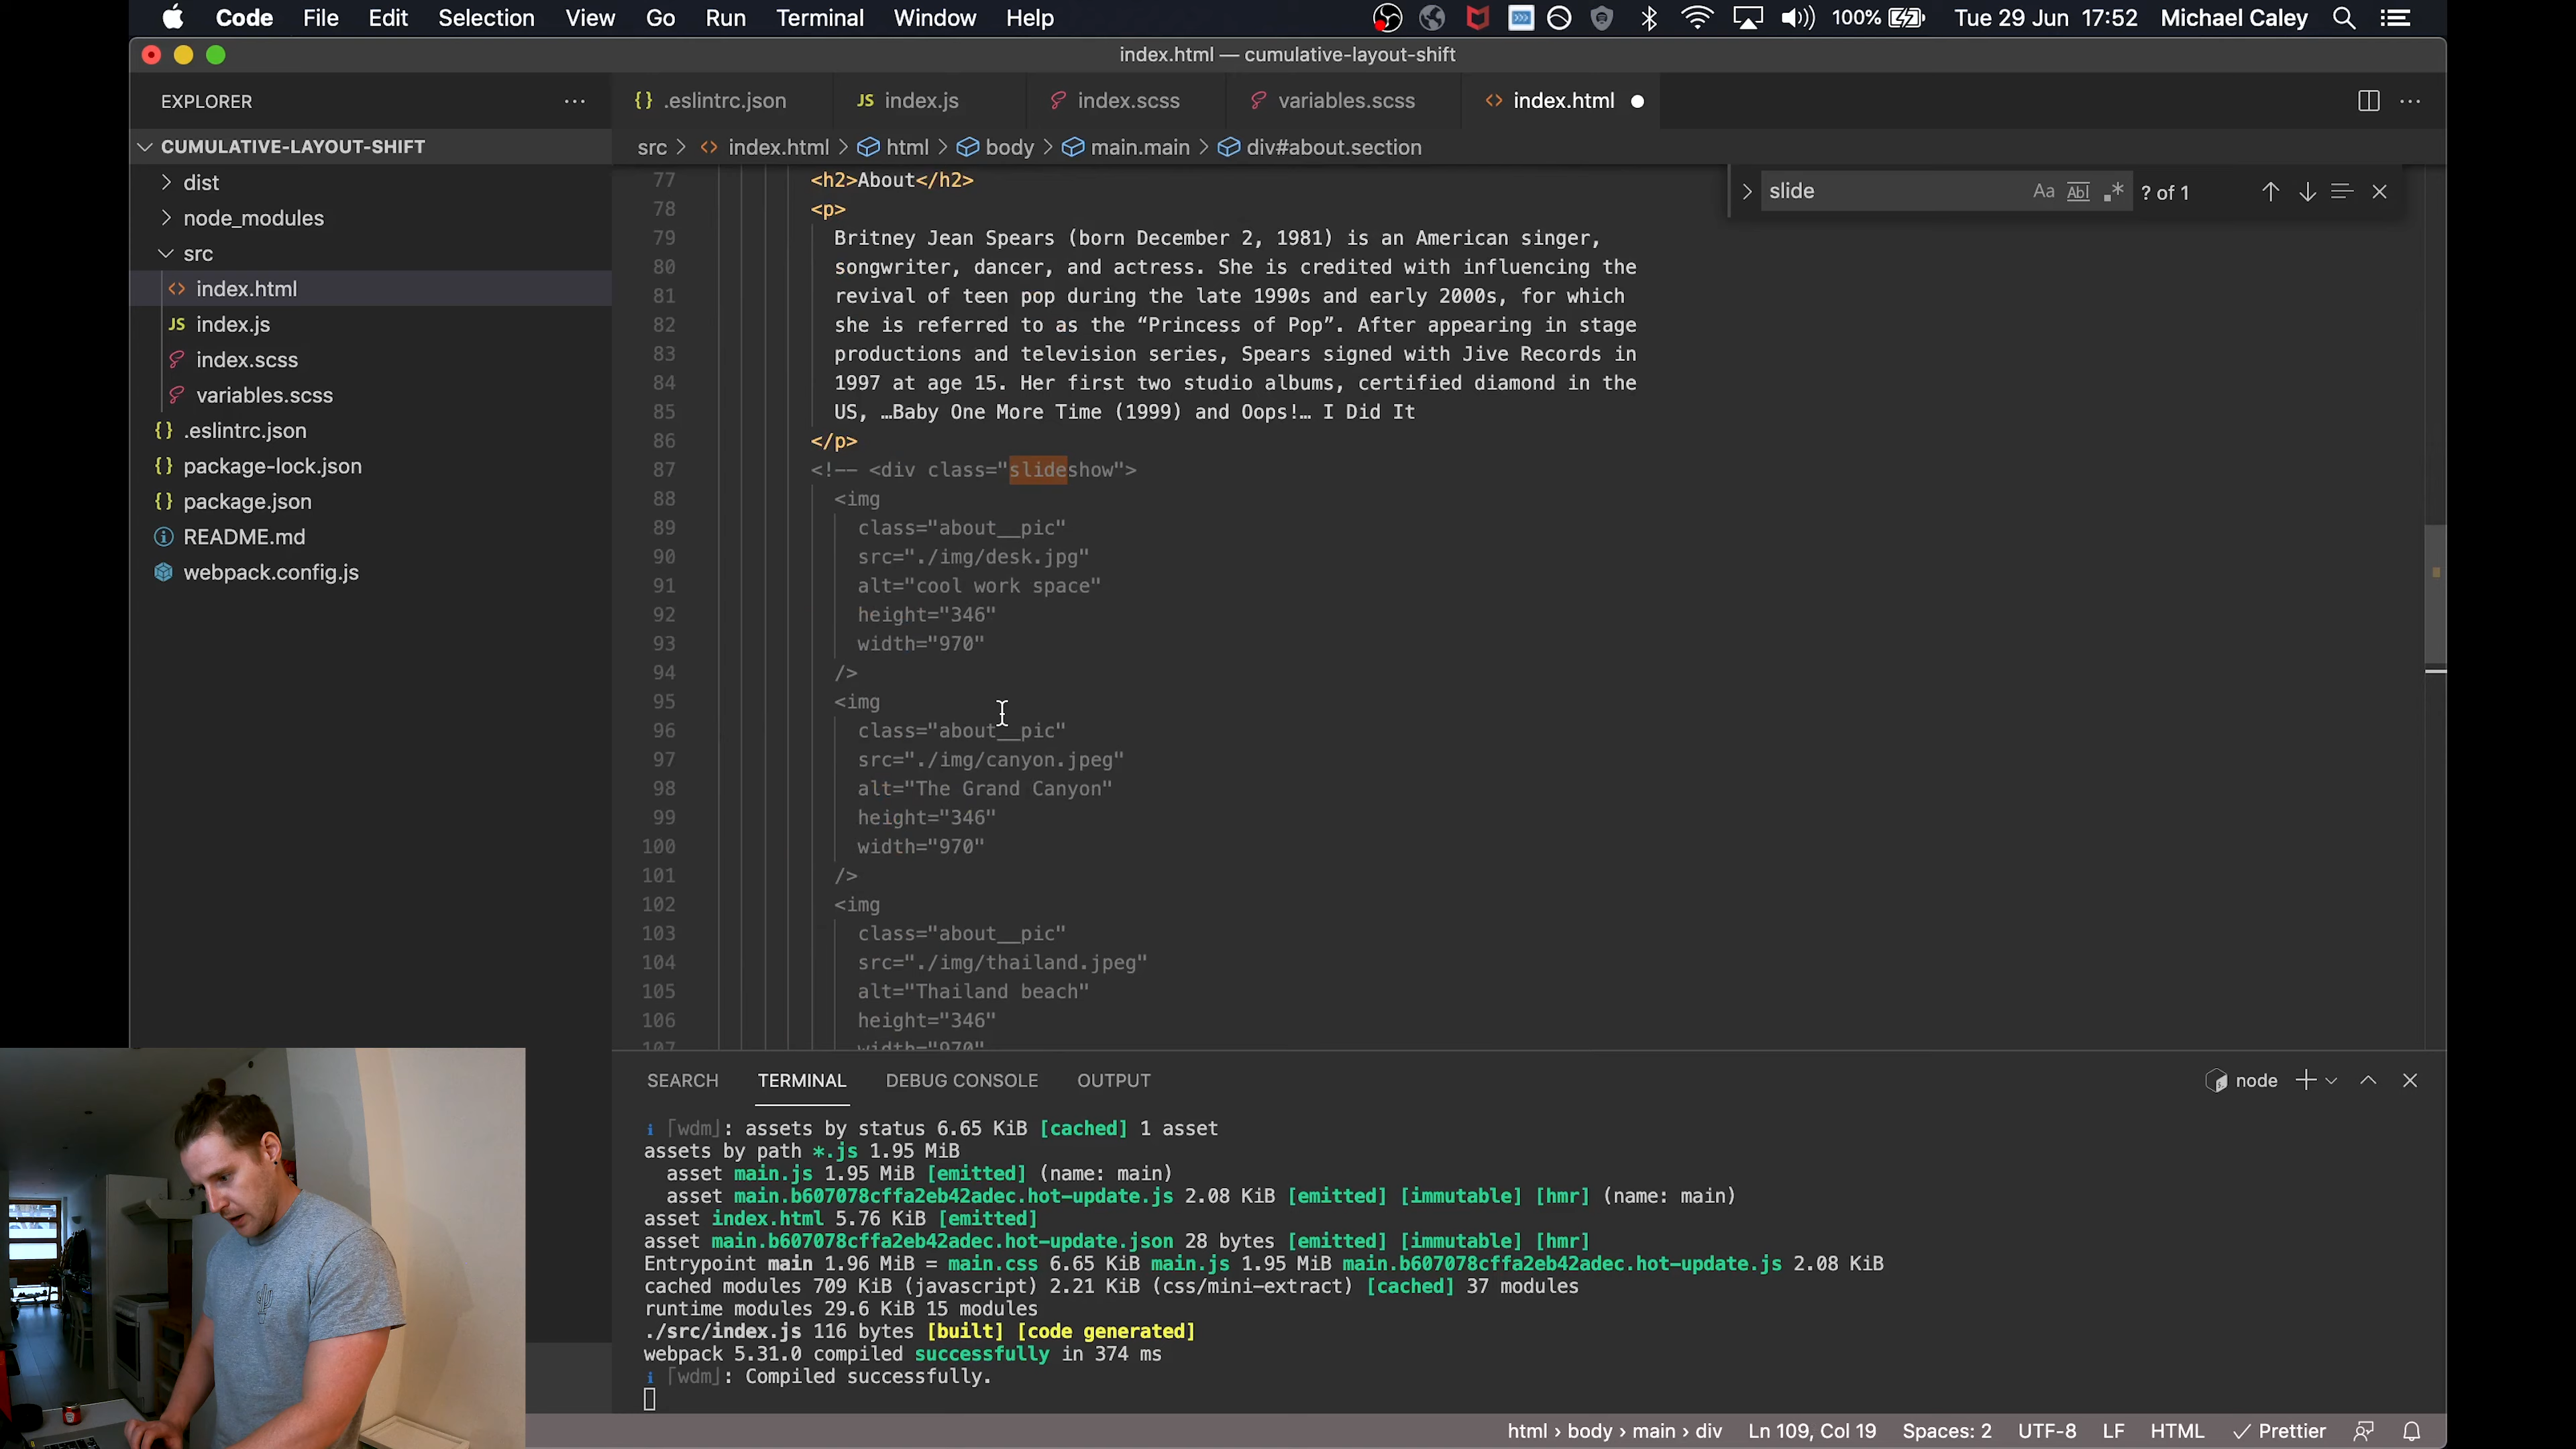 Code File Edit Selection View Go Run Terminal Window Help 100% Tue 29 Jun 17:52 Michael Caley
index.html — cumulative-layout-shift
EXPLORER
CUMULATIVE-LAYOUT-SHIFT
dist
node_modules
src
index.html
JS index.js
index.scss
variables.scss
{} .eslintrc.json
{} package-lock.json
{} package.json
README.md
webpack.config.js
{} .eslintrc.json JS index.js index.scss variables.scss <> index.html
src > <> index.html > html > body > main.main > div#about.section
slide Aa Abl .* ? of 1
77 <h2>About</h2>
78 <p>
79 Britney Jean Spears (born December 2, 1981) is an American singer,
80 songwriter, dancer, and actress. She is credited with influencing the
81 revival of teen pop during the late 1990s and early 2000s, for which
82 she is referred to as the “Princess of Pop”. After appearing in stage
83 productions and television series, Spears signed with Jive Records in
84 1997 at age 15. Her first two studio albums, certified diamond in the
85 US, …Baby One More Time (1999) and Oops!… I Did It
86 </p>
87 <!-- <div class="slideshow">
88 <img
89 class="about__pic"
90 src="./img/desk.jpg"
91 alt="cool work space"
92 height="346"
93 width="970"
94 />
95 <img
96 class="about__pic"
97 src="./img/canyon.jpeg"
98 alt="The Grand Canyon"
99 height="346"
100 width="970"
101 />
102 <img
103 class="about__pic"
104 src="./img/thailand.jpeg"
105 alt="Thailand beach"
106 height="346"
107 width="970"
SEARCH TERMINAL DEBUG CONSOLE OUTPUT node
i ｢wdm｣: assets by status 6.65 KiB [cached] 1 asset
assets by path *.js 1.95 MiB
asset main.js 1.95 MiB [emitted] (name: main)
asset main.b607078cffa2eb42adec.hot-update.js 2.08 KiB [emitted] [immutable] [hmr] (name: main)
asset index.html 5.76 KiB [emitted]
asset main.b607078cffa2eb42adec.hot-update.json 28 bytes [emitted] [immutable] [hmr]
Entrypoint main 1.96 MiB = main.css 6.65 KiB main.js 1.95 MiB main.b607078cffa2eb42adec.hot-update.js 2.08 KiB
cached modules 709 KiB (javascript) 2.21 KiB (css/mini-extract) [cached] 37 modules
runtime modules 29.6 KiB 15 modules
./src/index.js 116 bytes [built] [code generated]
webpack 5.31.0 compiled successfully in 374 ms
i ｢wdm｣: Compiled successfully.
html › body › main › div Ln 109, Col 19 Spaces: 2 UTF-8 LF HTML Prettier